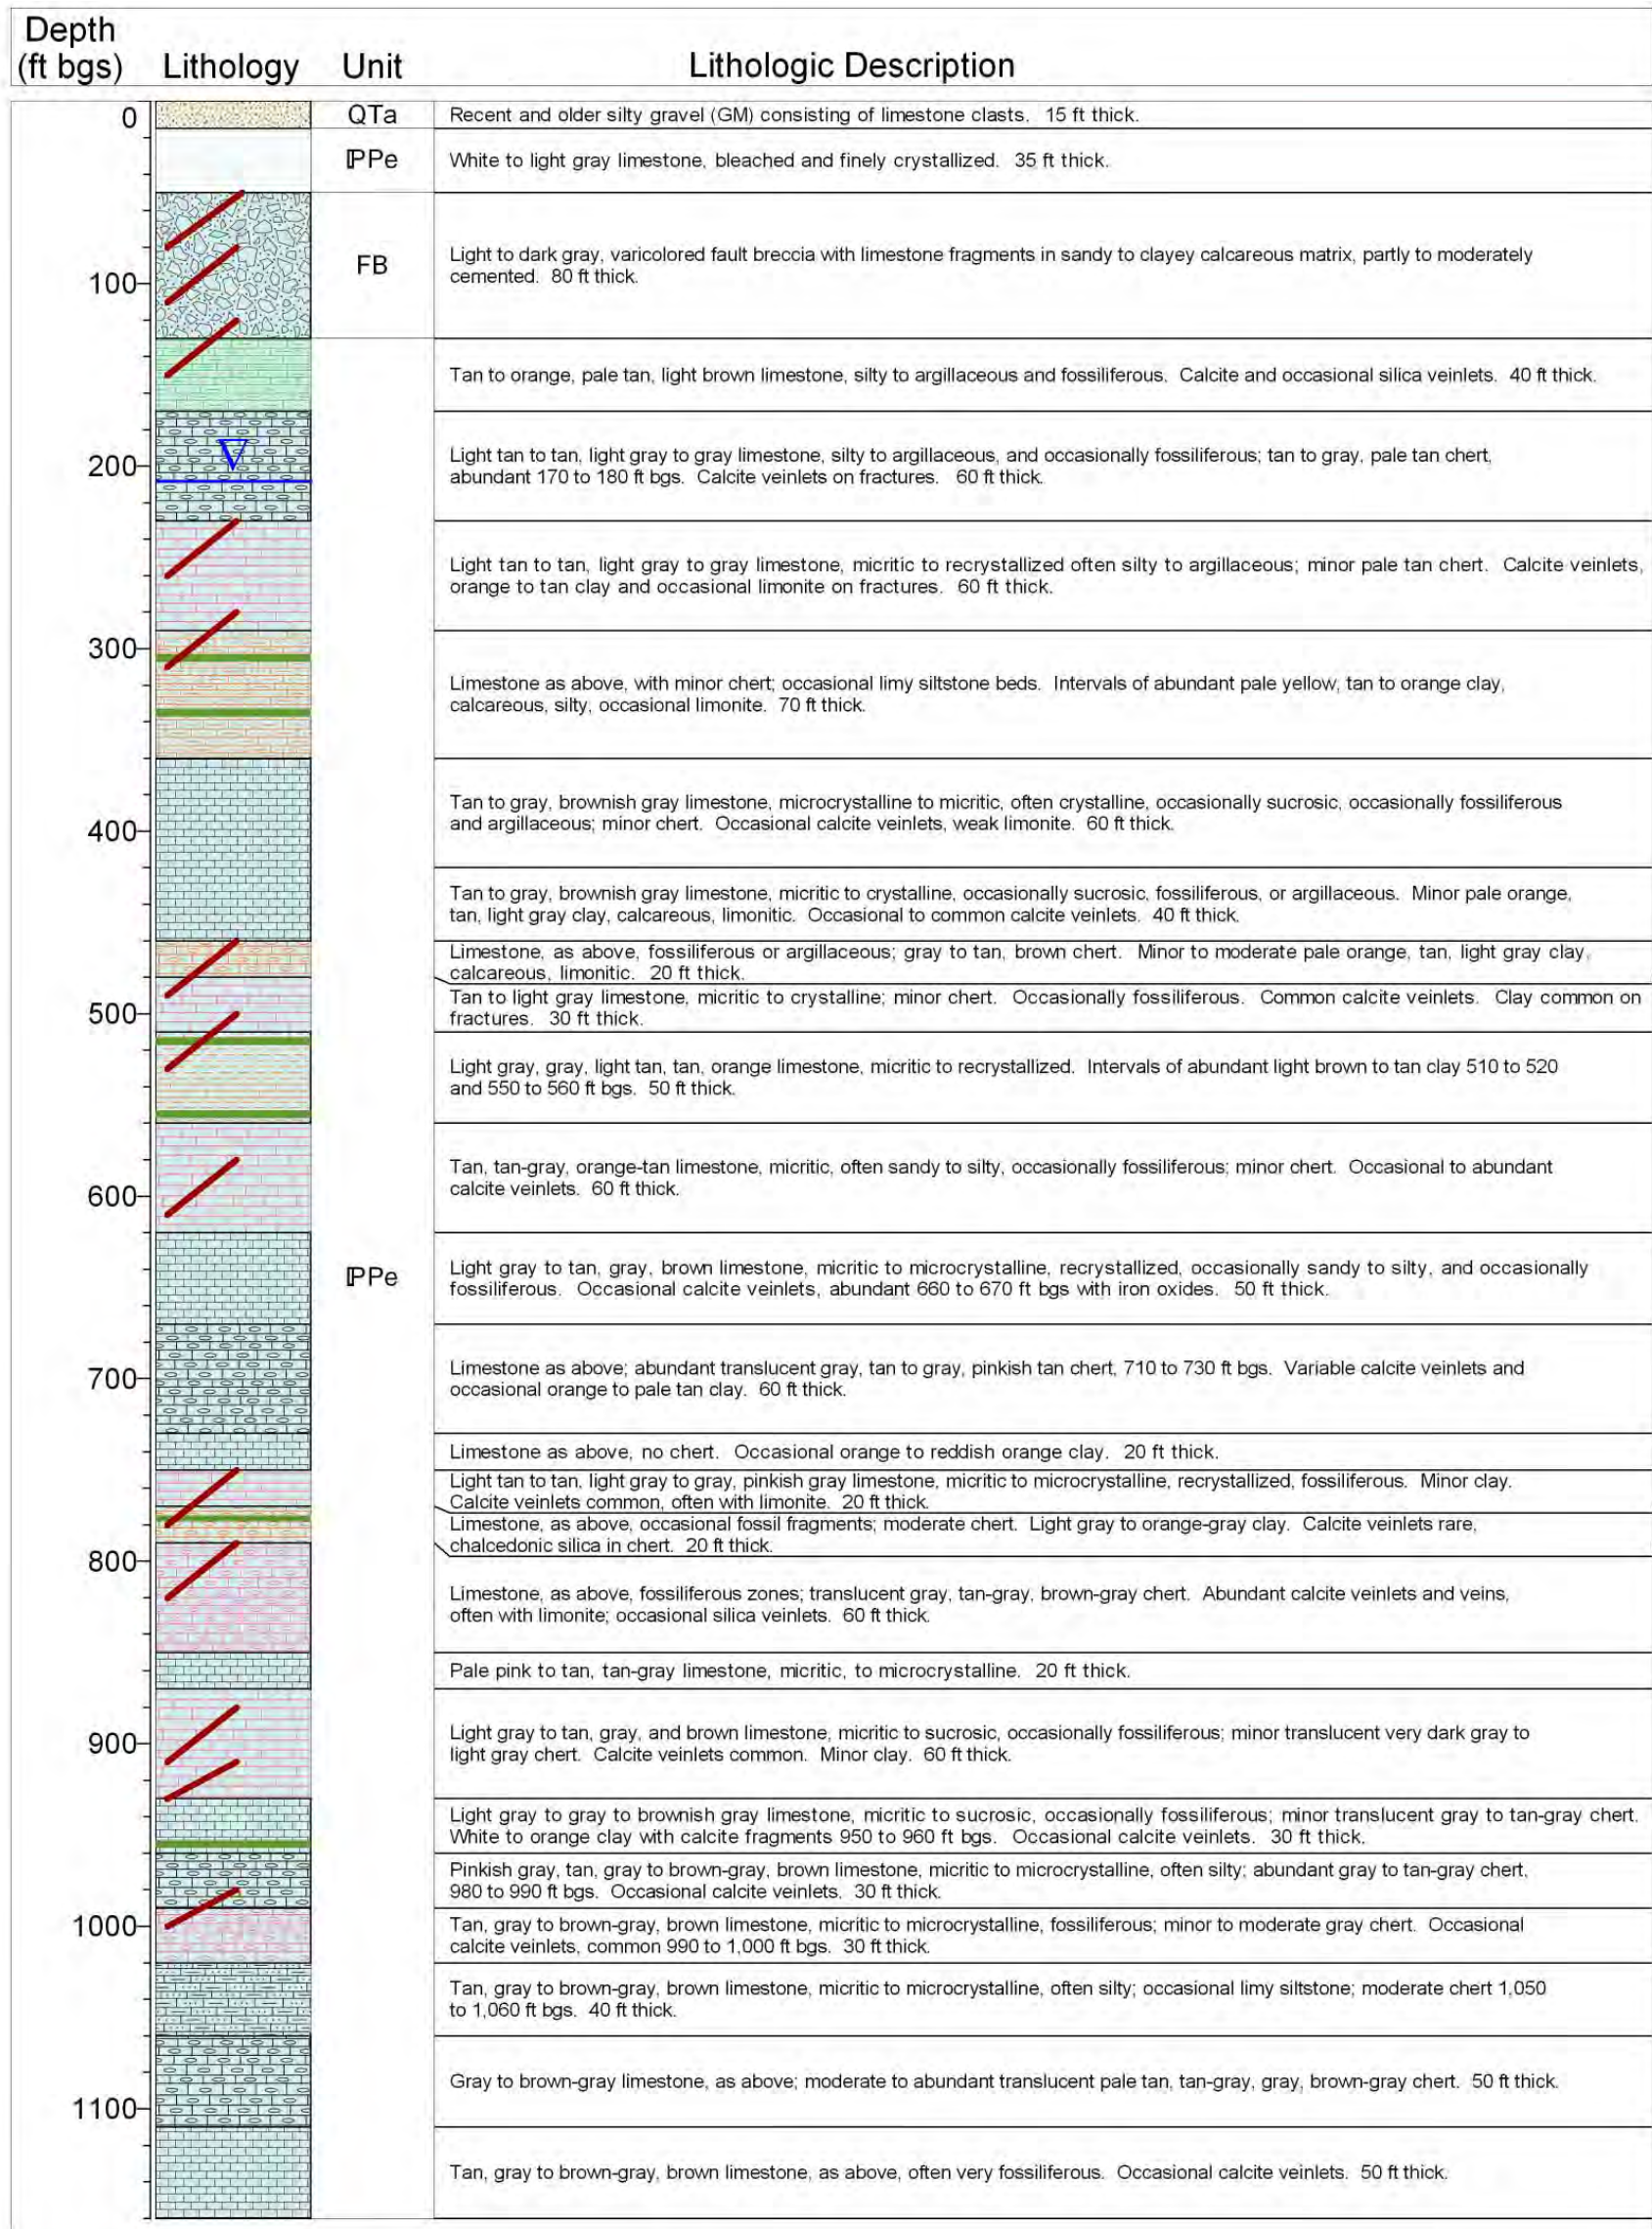 Depth
(ft bgs) Lithology Unit Lithologic Description
0 QTa Recent and older silty gravel (GM) consisting of limestone clasts. 15 ft thick.
ℙPe White to light gray limestone, bleached and finely crystallized. 35 ft thick.
FB Light to dark gray, varicolored fault breccia with limestone fragments in sandy to clayey calcareous matrix, partly to moderately
100 cemented. 80 ft thick.
Tan to orange, pale tan, light brown limestone, silty to argillaceous and fossiliferous. Calcite and occasional silica veinlets. 40 ft thick.
Light tan to tan, light gray to gray limestone, silty to argillaceous, and occasionally fossiliferous; tan to gray, pale tan chert,
200 abundant 170 to 180 ft bgs. Calcite veinlets on fractures. 60 ft thick.
Light tan to tan, light gray to gray limestone, micritic to recrystallized often silty to argillaceous; minor pale tan chert. Calcite veinlets,
orange to tan clay and occasional limonite on fractures. 60 ft thick.
300
Limestone as above, with minor chert; occasional limy siltstone beds. Intervals of abundant pale yellow, tan to orange clay,
calcareous, silty, occasional limonite. 70 ft thick.
Tan to gray, brownish gray limestone, microcrystalline to micritic, often crystalline, occasionally sucrosic, occasionally fossiliferous
400 and argillaceous; minor chert. Occasional calcite veinlets, weak limonite. 60 ft thick.
Tan to gray, brownish gray limestone, micritic to crystalline, occasionally sucrosic, fossiliferous, or argillaceous. Minor pale orange,
tan, light gray clay, calcareous, limonitic. Occasional to common calcite veinlets. 40 ft thick.
Limestone, as above, fossiliferous or argillaceous; gray to tan, brown chert. Minor to moderate pale orange, tan, light gray clay,
calcareous, limonitic. 20 ft thick.
Tan to light gray limestone, micritic to crystalline; minor chert. Occasionally fossiliferous. Common calcite veinlets. Clay common on
500 fractures. 30 ft thick.
Light gray, gray, light tan, tan, orange limestone, micritic to recrystallized. Intervals of abundant light brown to tan clay 510 to 520
and 550 to 560 ft bgs. 50 ft thick.
Tan, tan-gray, orange-tan limestone, micritic, often sandy to silty, occasionally fossiliferous; minor chert. Occasional to abundant
600 calcite veinlets. 60 ft thick.
ℙPe Light gray to tan, gray, brown limestone, micritic to microcrystalline, recrystallized, occasionally sandy to silty, and occasionally
fossiliferous. Occasional calcite veinlets, abundant 660 to 670 ft bgs with iron oxides. 50 ft thick.
Limestone as above; abundant translucent gray, tan to gray, pinkish tan chert, 710 to 730 ft bgs. Variable calcite veinlets and
700 occasional orange to pale tan clay. 60 ft thick.
Limestone as above, no chert. Occasional orange to reddish orange clay. 20 ft thick.
Light tan to tan, light gray to gray, pinkish gray limestone, micritic to microcrystalline, recrystallized, fossiliferous. Minor clay.
Calcite veinlets common, often with limonite. 20 ft thick.
Limestone, as above, occasional fossil fragments; moderate chert. Light gray to orange-gray clay. Calcite veinlets rare,
chalcedonic silica in chert. 20 ft thick.
800
Limestone, as above, fossiliferous zones; translucent gray, tan-gray, brown-gray chert. Abundant calcite veinlets and veins,
often with limonite; occasional silica veinlets. 60 ft thick.
Pale pink to tan, tan-gray limestone, micritic, to microcrystalline. 20 ft thick.
Light gray to tan, gray, and brown limestone, micritic to sucrosic, occasionally fossiliferous; minor translucent very dark gray to
900 light gray chert. Calcite veinlets common. Minor clay. 60 ft thick.
Light gray to gray to brownish gray limestone, micritic to sucrosic, occasionally fossiliferous; minor translucent gray to tan-gray chert.
White to orange clay with calcite fragments 950 to 960 ft bgs. Occasional calcite veinlets. 30 ft thick.
Pinkish gray, tan, gray to brown-gray, brown limestone, micritic to microcrystalline, often silty; abundant gray to tan-gray chert,
980 to 990 ft bgs. Occasional calcite veinlets. 30 ft thick.
1000 Tan, gray to brown-gray, brown limestone, micritic to microcrystalline, fossiliferous; minor to moderate gray chert. Occasional
calcite veinlets, common 990 to 1,000 ft bgs. 30 ft thick.
Tan, gray to brown-gray, brown limestone, micritic to microcrystalline, often silty; occasional limy siltstone; moderate chert 1,050
to 1,060 ft bgs. 40 ft thick.
Gray to brown-gray limestone, as above; moderate to abundant translucent pale tan, tan-gray, gray, brown-gray chert. 50 ft thick.
1100
Tan, gray to brown-gray, brown limestone, as above, often very fossiliferous. Occasional calcite veinlets. 50 ft thick.